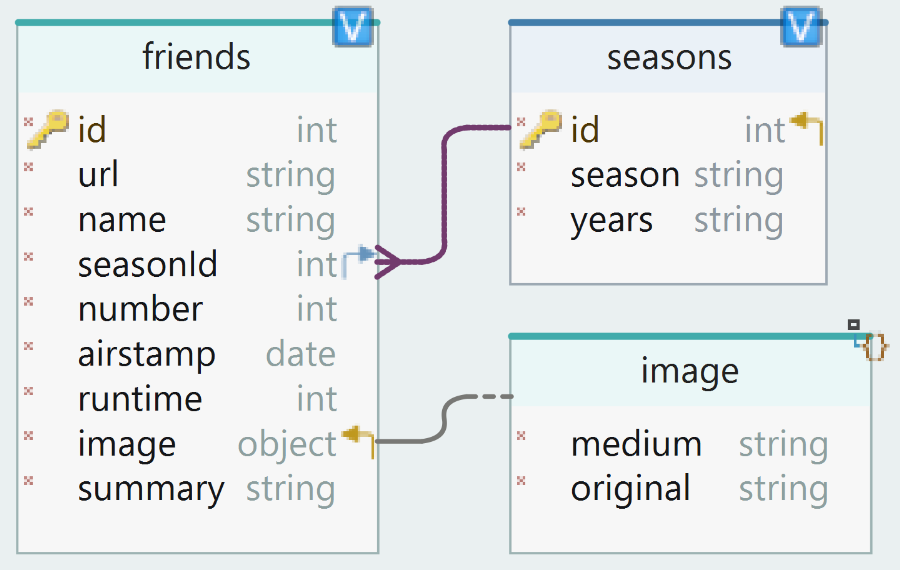 V
friends
id int
url string
name string
seasonId int
number int
airstamp date
runtime int
image object
summary string
V
seasons
id int
season string
years string
{}
image
medium string
original string